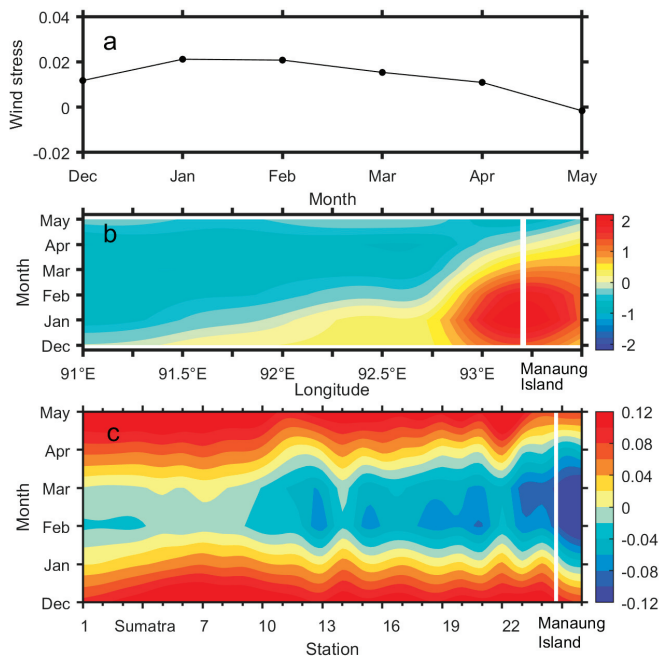 0.04
a
0.02
0
-0.02
Wind stress
Dec Jan Feb Mar Apr May
Month
May
b
Apr
Mar
Feb
Jan
Dec
Month
2
1
0
-1
-2
91°E 91.5°E 92°E 92.5°E 93°E Manaung
Island
Longitude
May
c
Apr
Mar
Feb
Jan
Dec
Month
0.12
0.08
0.04
0
-0.04
-0.08
-0.12
1 Sumatra 7 10 13 16 19 22 Manaung
Island
Station